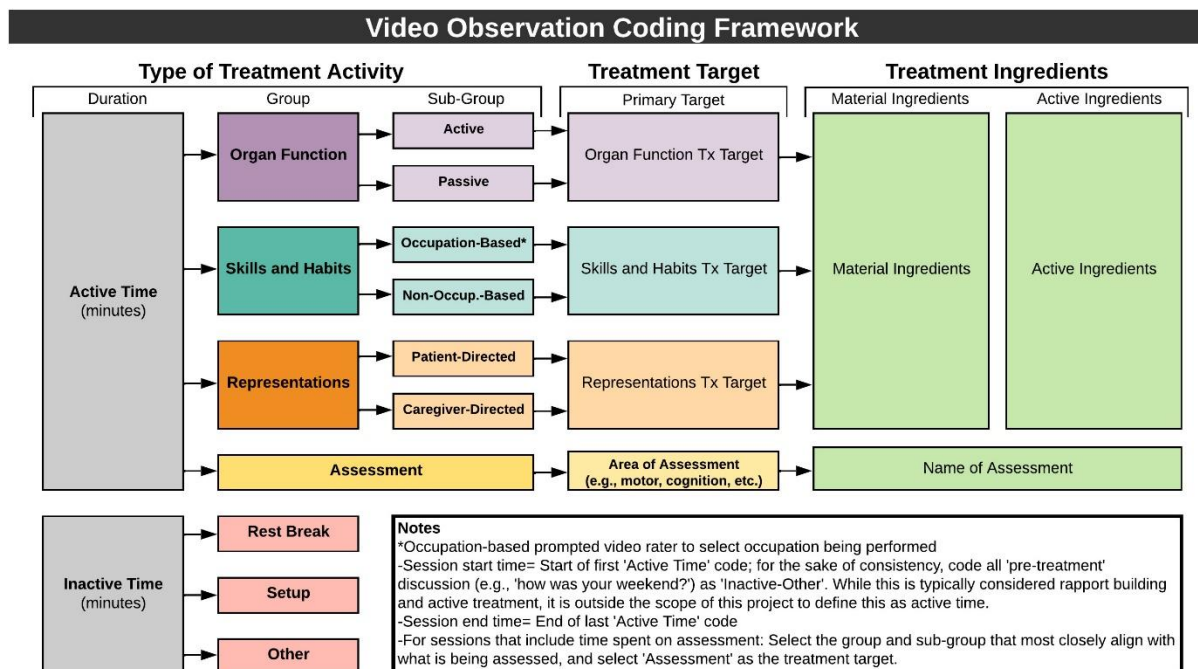 Video Observation Coding Framework
Type of Treatment Activity
Treatment Target
Treatment Ingredients
Duration
Group
Sub-Group
Primary Target
Material Ingredients
Active Ingredients
Active Time
(minutes)
Organ Function
Active
Passive
Organ Function Tx Target
Skills and Habits
Occupation-Based*
Non-Occup.-Based
Skills and Habits Tx Target
Representations
Patient-Directed
Caregiver-Directed
Representations Tx Target
Material Ingredients
Active Ingredients
Assessment
Area of Assessment
(e.g., motor, cognition, etc.)
Name of Assessment
Inactive Time
(minutes)
Rest Break
Setup
Other
Notes
*Occupation-based prompted video rater to select occupation being performed
-Session start time= Start of first 'Active Time' code; for the sake of consistency, code all 'pre-treatment'
discussion (e.g., 'how was your weekend?') as 'Inactive-Other'. While this is typically considered rapport building
and active treatment, it is outside the scope of this project to define this as active time.
-Session end time= End of last 'Active Time' code
-For sessions that include time spent on assessment: Select the group and sub-group that most closely align with
what is being assessed, and select 'Assessment' as the treatment target.